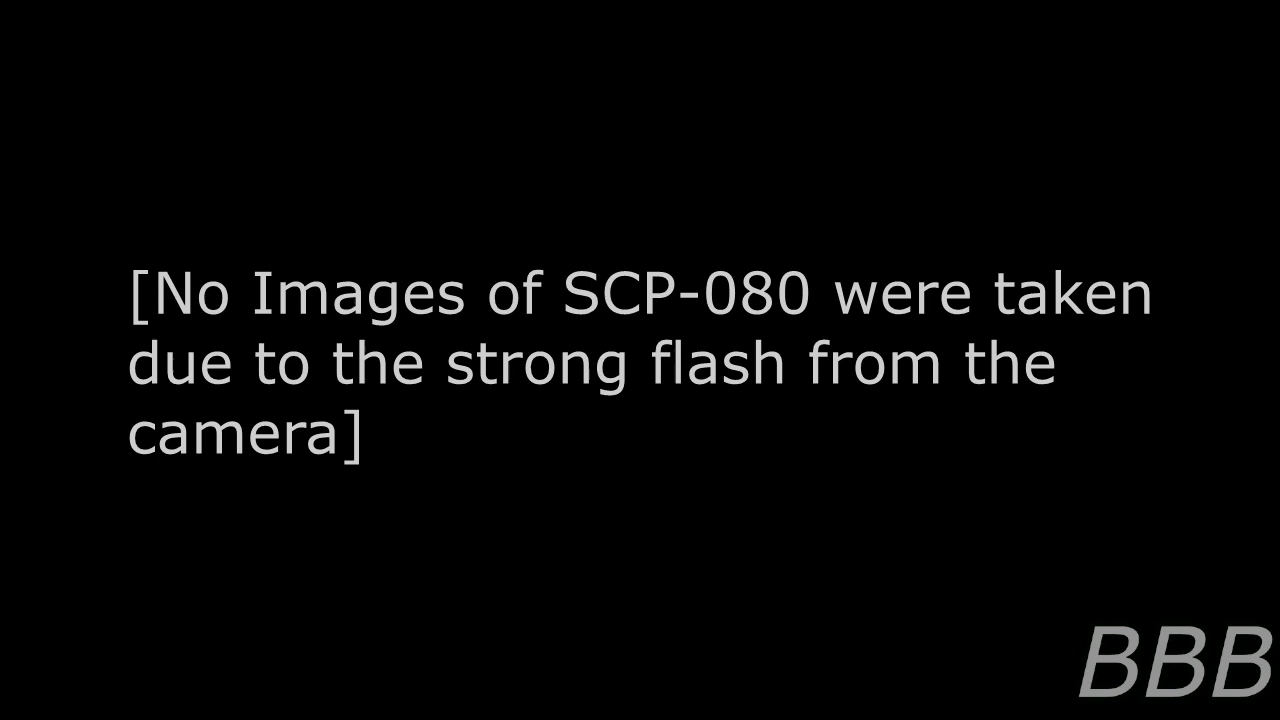 [No Images of SCP-080 were taken
due to the strong flash from the
camera]
BBB